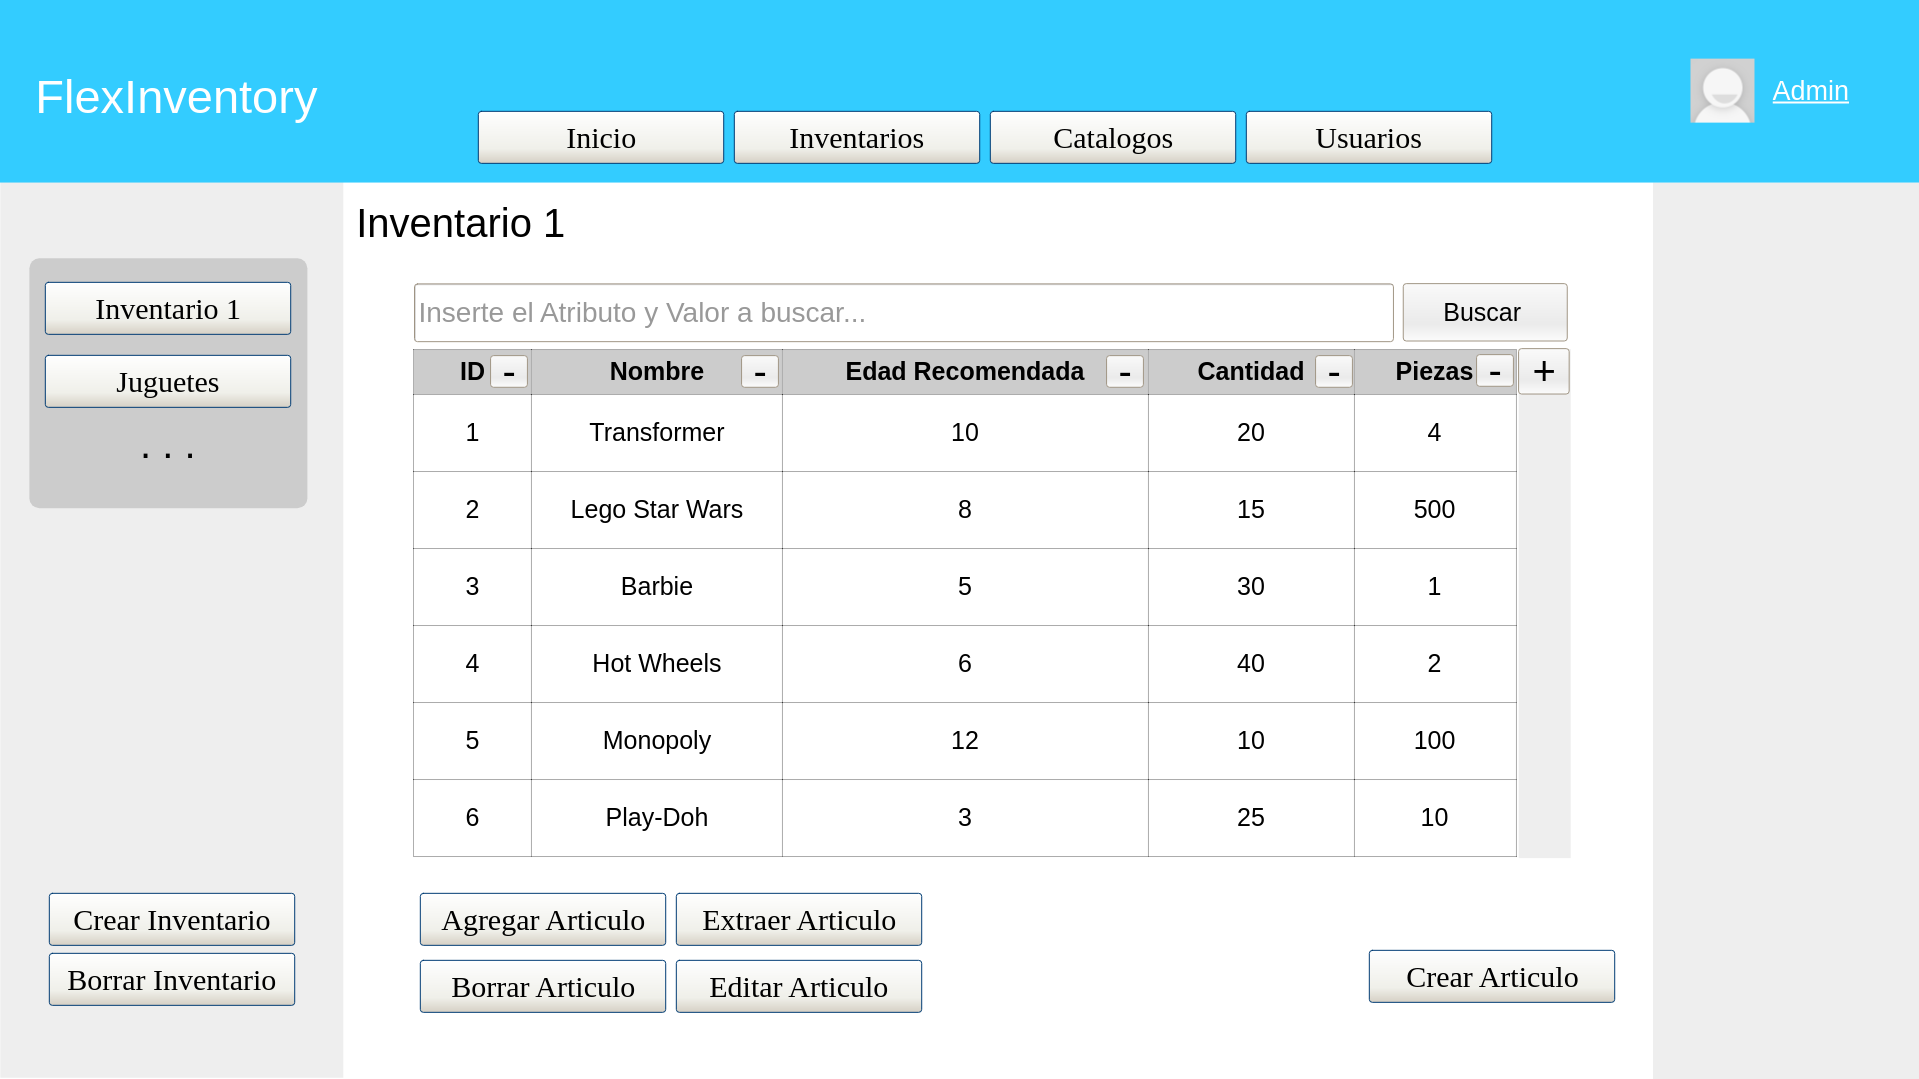 FlexInventory
Admin
Inicio Inventarios Catalogos Usuarios
Inventario 1
Inventario 1
Juguetes
. . .
Inserte el Atributo y Valor a buscar... Buscar
ID - Nombre - Edad Recomendada - Cantidad - Piezas - +
1 Transformer 10 20 4
2 Lego Star Wars 8 15 500
3 Barbie 5 30 1
4 Hot Wheels 6 40 2
5 Monopoly 12 10 100
6 Play-Doh 3 25 10
Crear Inventario
Borrar Inventario
Agregar Articulo Extraer Articulo
Borrar Articulo Editar Articulo
Crear Articulo